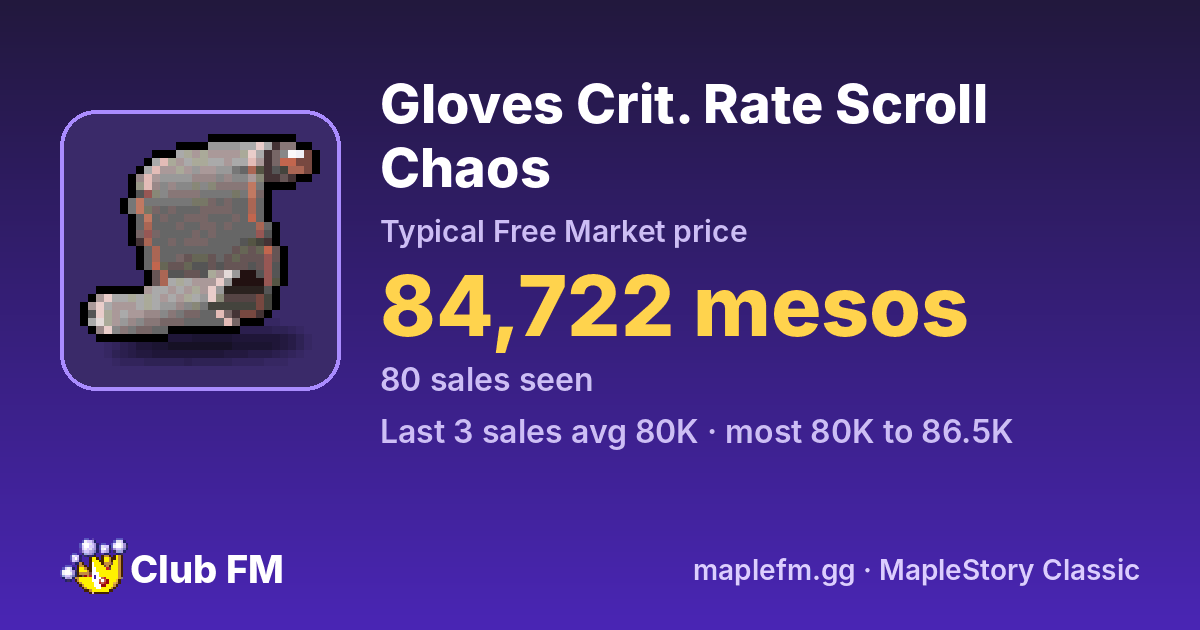 Gloves Crit. Rate Scroll
Chaos
Typical Free Market price
84,722 mesos
80 sales seen
Last 3 sales avg 80K · most 80K to 86.5K
Club FM
maplefm.gg · MapleStory Classic